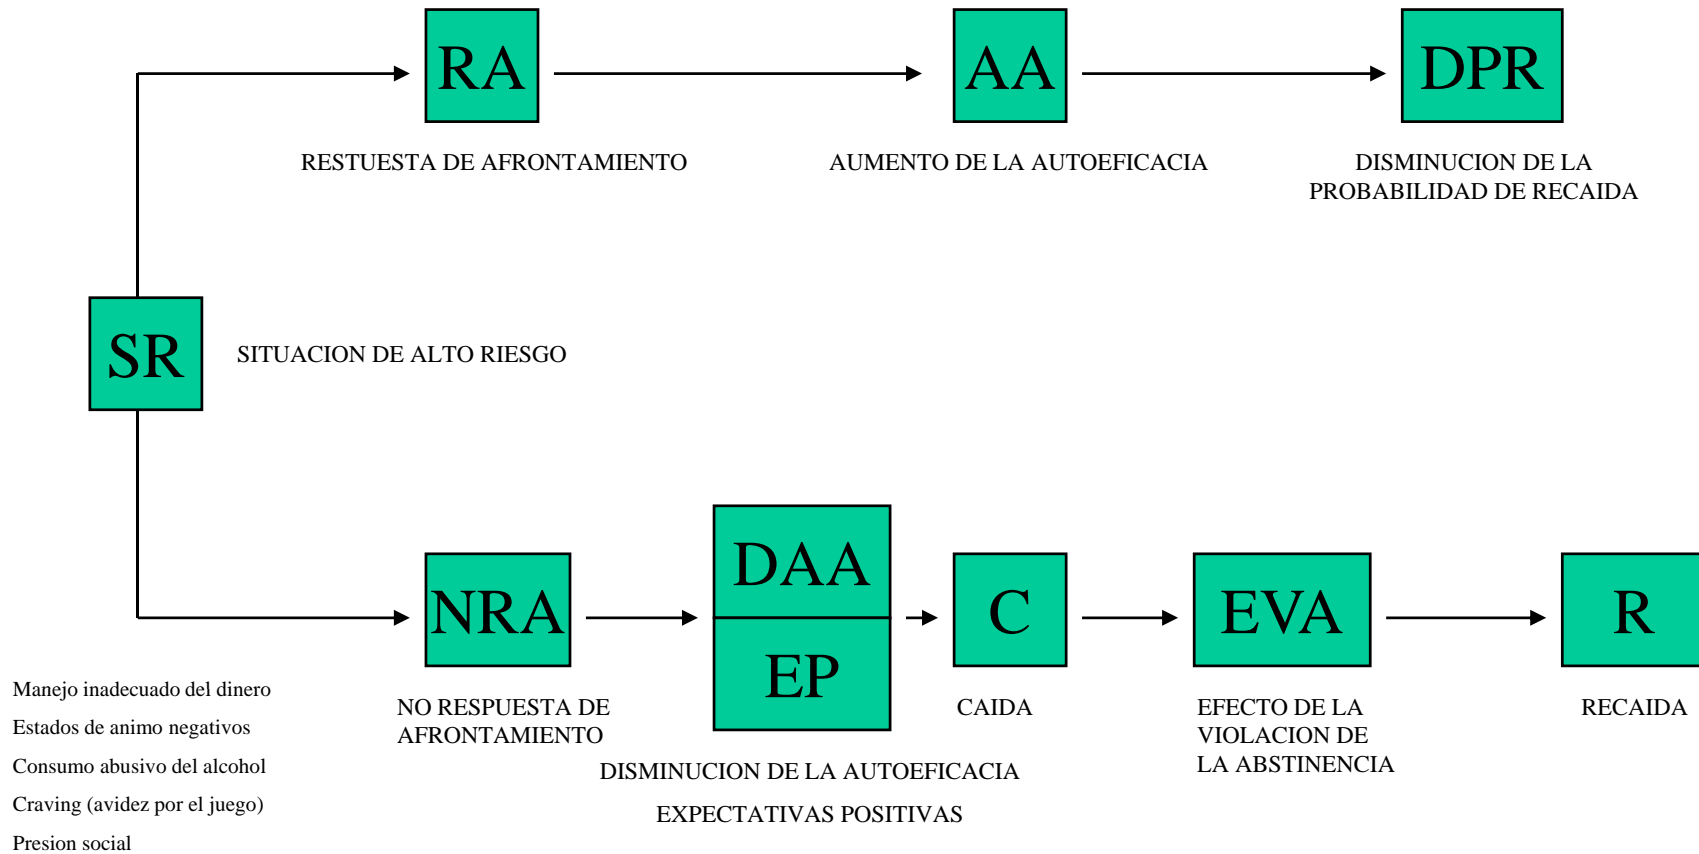 RA
AA
DPR
RESTUESTA DE AFRONTAMIENTO
AUMENTO DE LA AUTOEFICACIA
DISMINUCION DE LA
PROBABILIDAD DE RECAIDA
SR
SITUACION DE ALTO RIESGO
NRA
DAA
EP
C
EVA
R
NO RESPUESTA DE
AFRONTAMIENTO
DISMINUCION DE LA AUTOEFICACIA
EXPECTATIVAS POSITIVAS
CAIDA
EFECTO DE LA
VIOLACION DE
LA ABSTINENCIA
RECAIDA
Manejo inadecuado del dinero
Estados de animo negativos
Consumo abusivo del alcohol
Craving (avidez por el juego)
Presion social